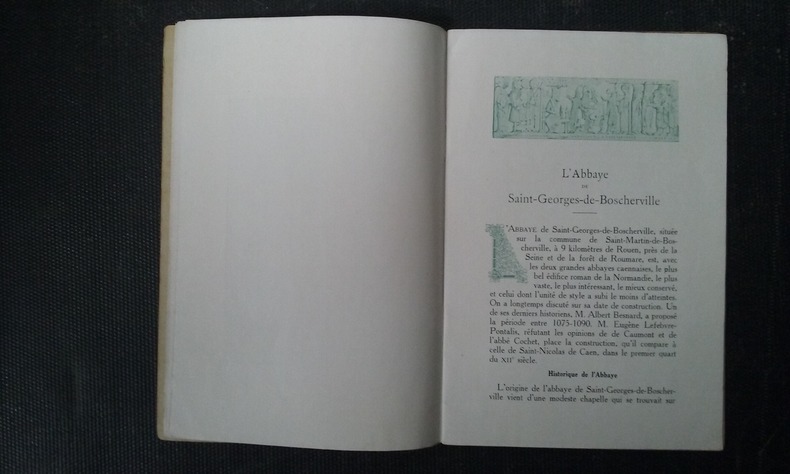 L'Abbaye
DE
Saint-Georges-de-Boscherville
L'ABBAYE de Saint-Georges-de-Boscherville, située
sur la commune de Saint-Martin-de-Bos-
cherville, à 9 kilomètres de Rouen, près de la
Seine et de la forêt de Roumare, est, avec
les deux grandes abbayes caennaises, le plus
bel édifice roman de la Normandie, le plus
vaste, le plus intéressant, le mieux conservé,
et celui dont l'unité de style a subi le moins d'atteintes.
On a longtemps discuté sur sa date de construction. Un
de ses derniers historiens, M. Albert Besnard, a proposé
la période entre 1075-1090. M. Eugène Lefebvre-
Pontalis, réfutant les opinions de de Caumont et de
l'abbé Cochet, place la construction, qu'il compare à
celle de Saint-Nicolas de Caen, dans le premier quart
du XIIe siècle.
Historique de l'Abbaye
L'origine de l'abbaye de Saint-Georges-de-Boscher-
ville vient d'une modeste chapelle qui se trouvait sur